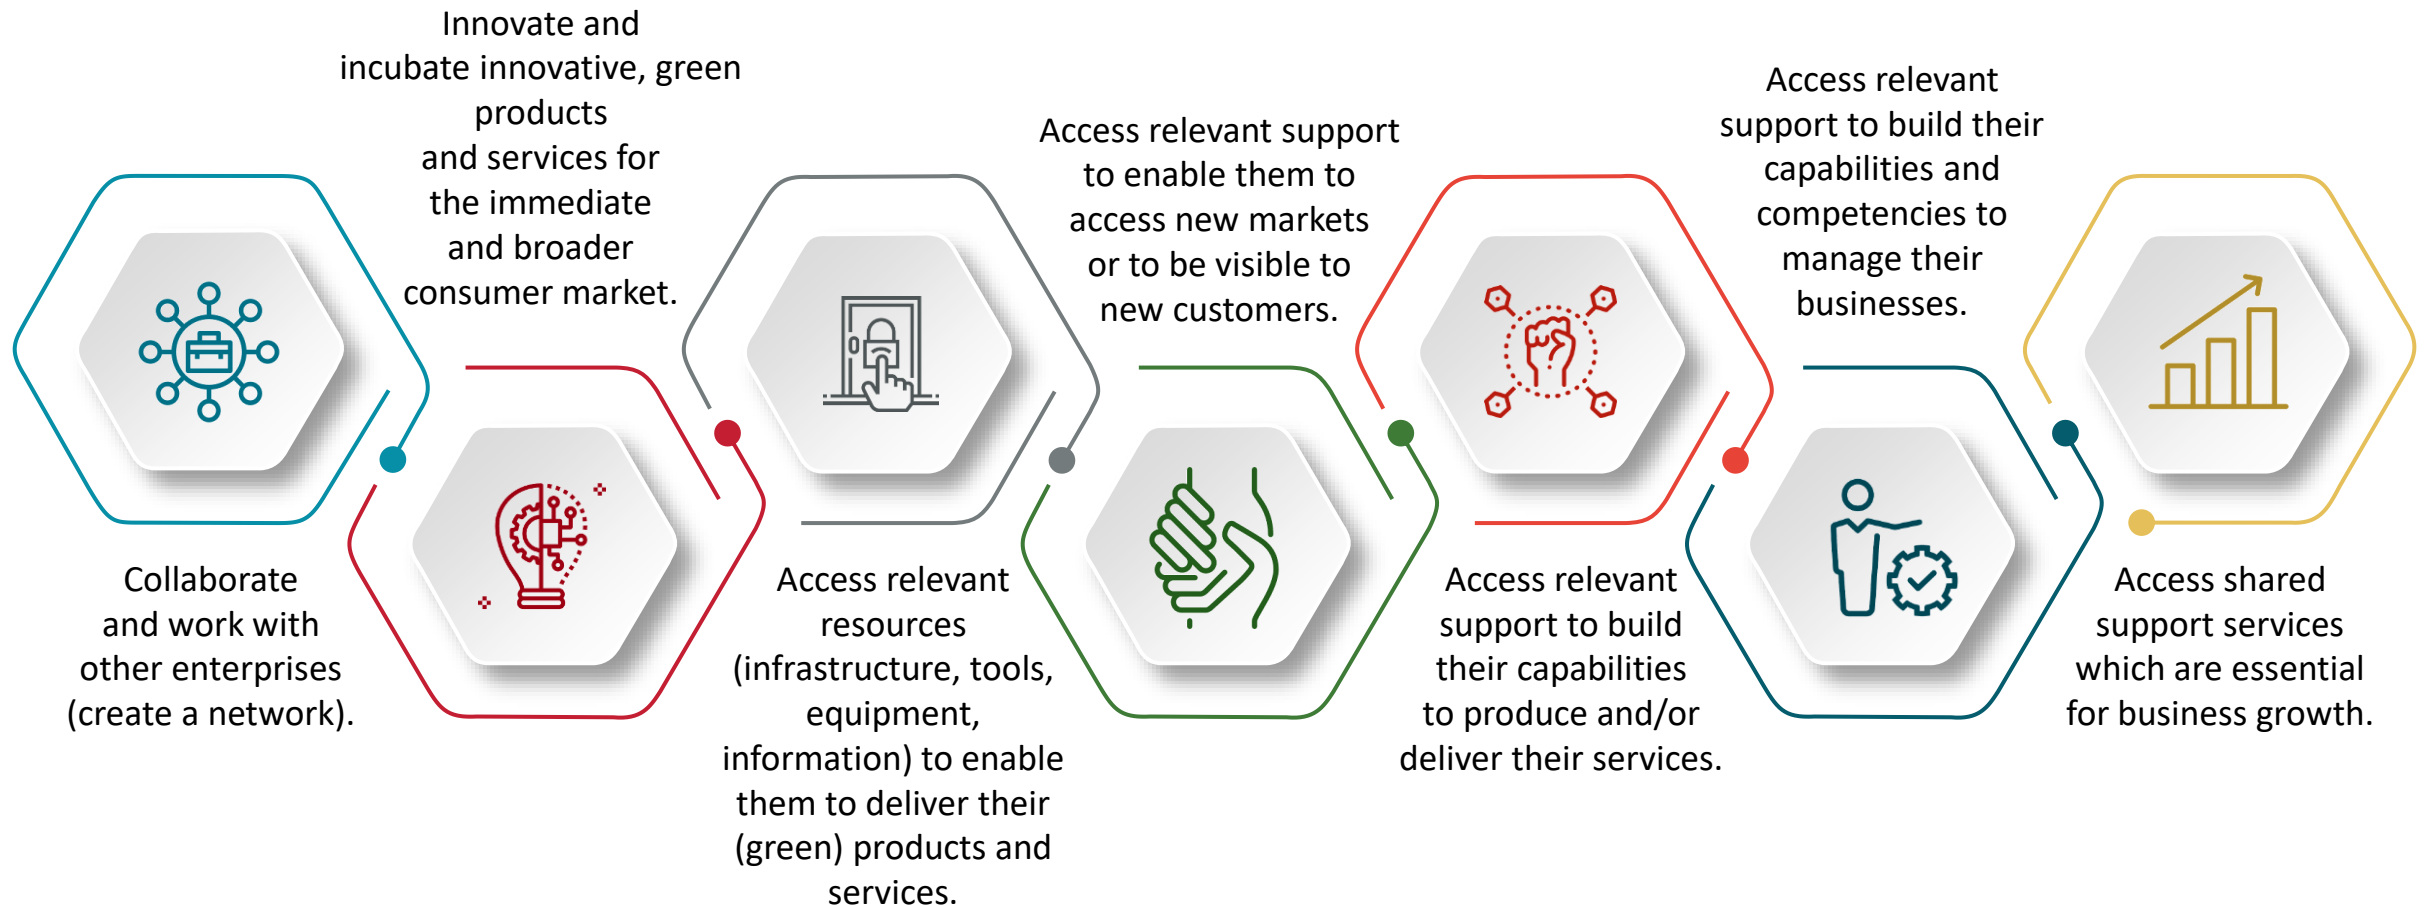 Collaborate
and work with
other enterprises
(create a network).
Innovate and
incubate innovative, green
products
and services for
the immediate
and broader
consumer market.
Access relevant
resources
(infrastructure, tools,
equipment,
information) to enable
them to deliver their
(green) products and
services.
Access relevant support
to enable them to
access new markets
or to be visible to
new customers.
Access relevant
support to build
their capabilities
to produce and/or
deliver their services.
Access relevant
support to build their
capabilities and
competencies to
manage their
businesses.
Access shared
support services
which are essential
for business growth.